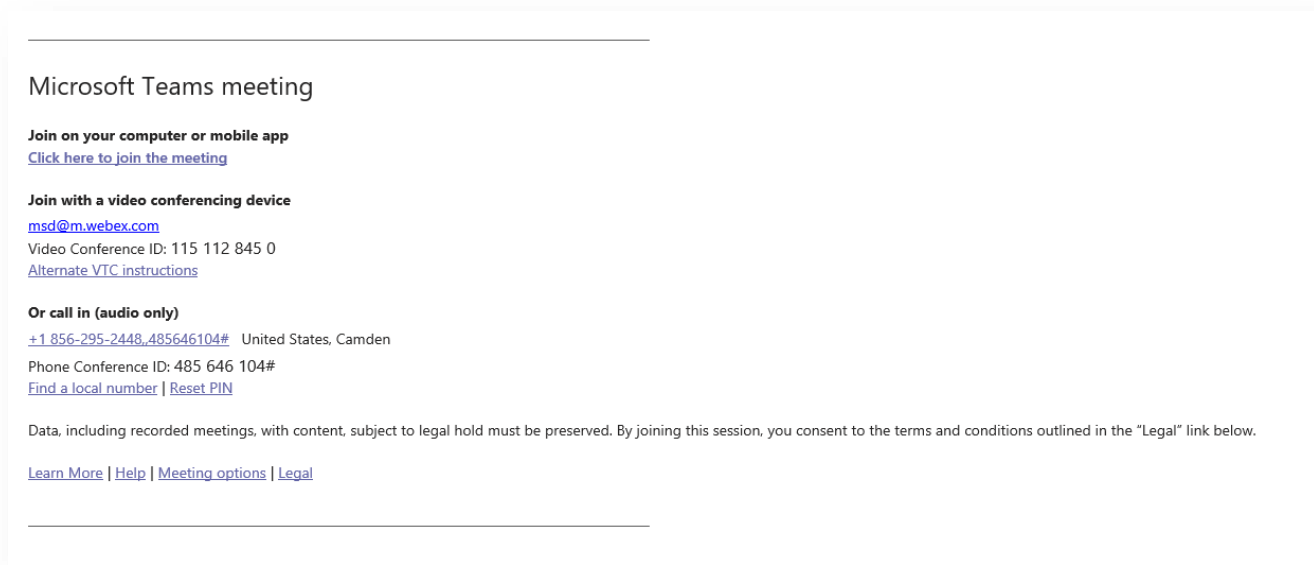 Microsoft Teams meeting
Join on your computer or mobile app
Click here to join the meeting
Join with a video conferencing device
msd@m.webex.com
Video Conference ID: 115 112 845 0
Alternate VTC instructions
Or call in (audio only)
+1 856-295-2448,,485646104# United States, Camden
Phone Conference ID: 485 646 104#
Find a local number | Reset PIN
Data, including recorded meetings, with content, subject to legal hold must be preserved. By joining this session, you consent to the terms and conditions outlined in the “Legal” link below.
Learn More | Help | Meeting options | Legal